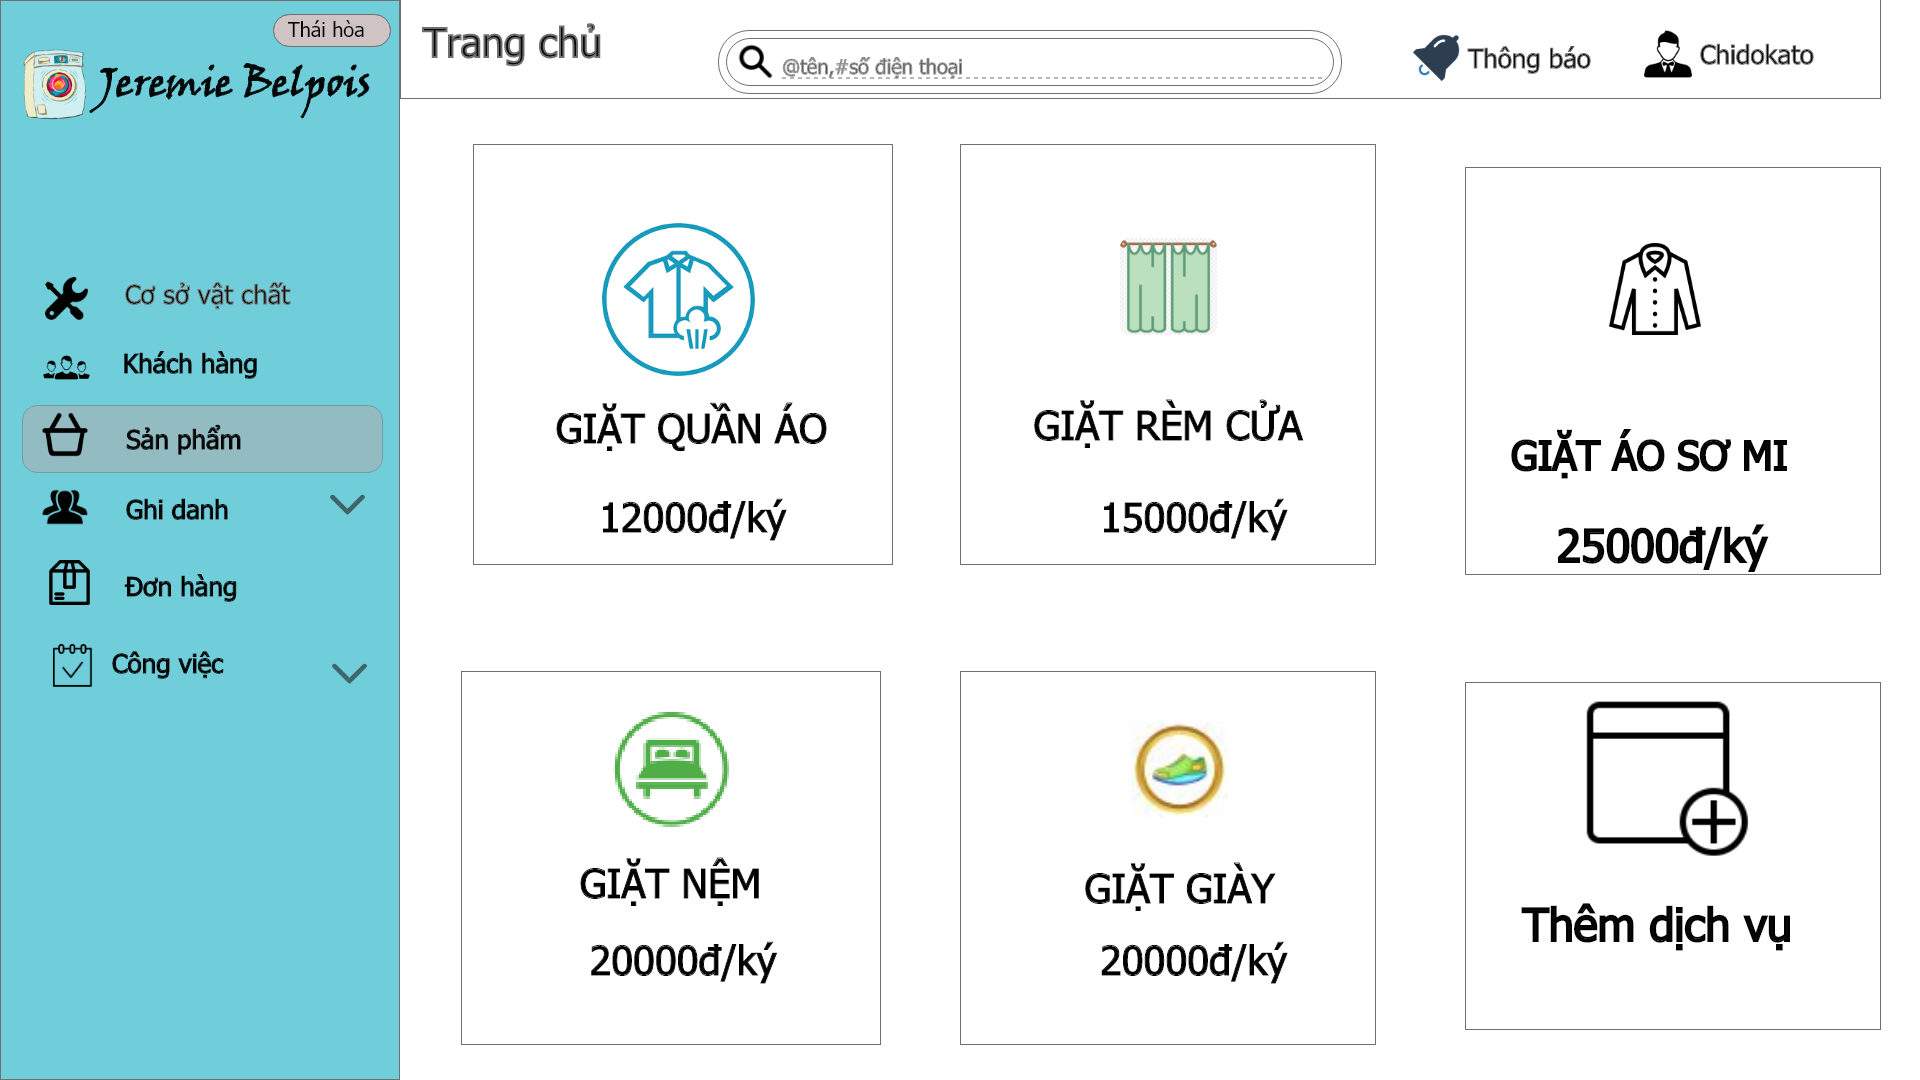 Thái hòa
Jeremie Belpois
Trang chủ
@tên,#số điện thoại
Thông báo
Chidokato
Cơ sở vật chất
Khách hàng
Sản phẩm
Ghi danh
Đơn hàng
Công việc
GIẶT QUẦN ÁO
12000đ/ký
GIẶT RÈM CỬA
15000đ/ký
GIẶT ÁO SƠ MI
25000đ/ký
GIẶT NỆM
20000đ/ký
GIẶT GIÀY
20000đ/ký
Thêm dịch vụ